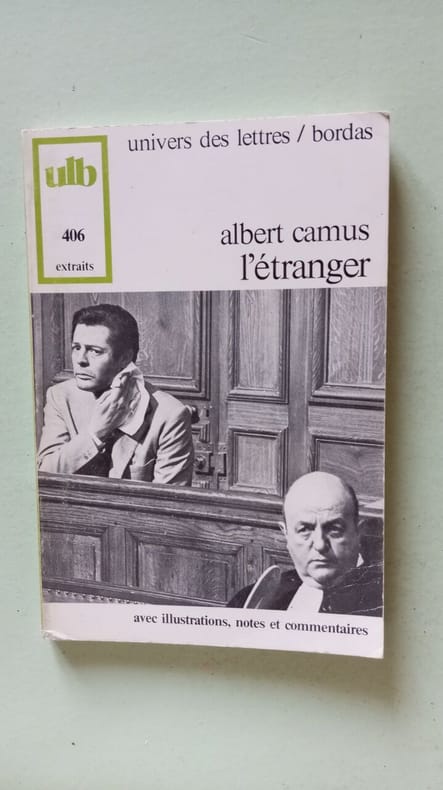 univers des lettres / bordas
ulb
406
extraits
albert camus
l'étranger
avec illustrations, notes et commentaires